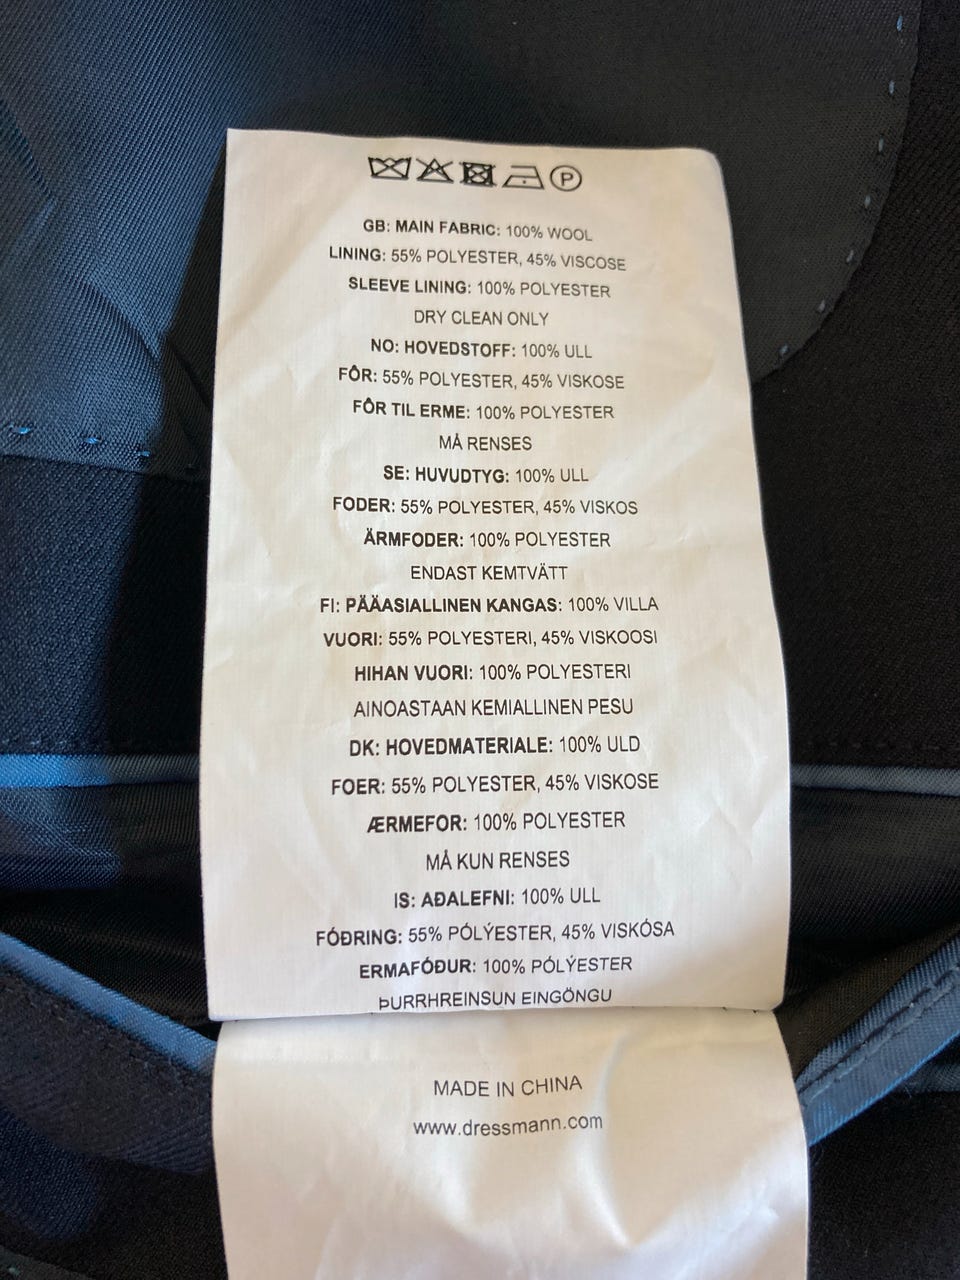 P
GB: MAIN FABRIC: 100% WOOL
LINING: 55% POLYESTER, 45% VISCOSE
SLEEVE LINING: 100% POLYESTER
DRY CLEAN ONLY
NO: HOVEDSTOFF: 100% ULL
FÔR: 55% POLYESTER, 45% VISKOSE
FÔR TIL ERME: 100% POLYESTER
MÅ RENSES
SE: HUVUDTYG: 100% ULL
FODER: 55% POLYESTER, 45% VISKOS
ÄRMFODER: 100% POLYESTER
ENDAST KEMTVÄTT
FI: PÄÄASIALLINEN KANGAS: 100% VILLA
VUORI: 55% POLYESTERI, 45% VISKOOSI
HIHAN VUORI: 100% POLYESTERI
AINOASTAAN KEMIALLINEN PESU
DK: HOVEDMATERIALE: 100% ULD
FOER: 55% POLYESTER, 45% VISKOSE
ÆRMEFOR: 100% POLYESTER
MÅ KUN RENSES
IS: AÐALEFNI: 100% ULL
FÓÐRING: 55% PÓLÝESTER, 45% VISKÓSA
ERMAFÓÐUR: 100% PÓLÝESTER
ÞURRHREINSUN EINGÖNGU
MADE IN CHINA
www.dressmann.com